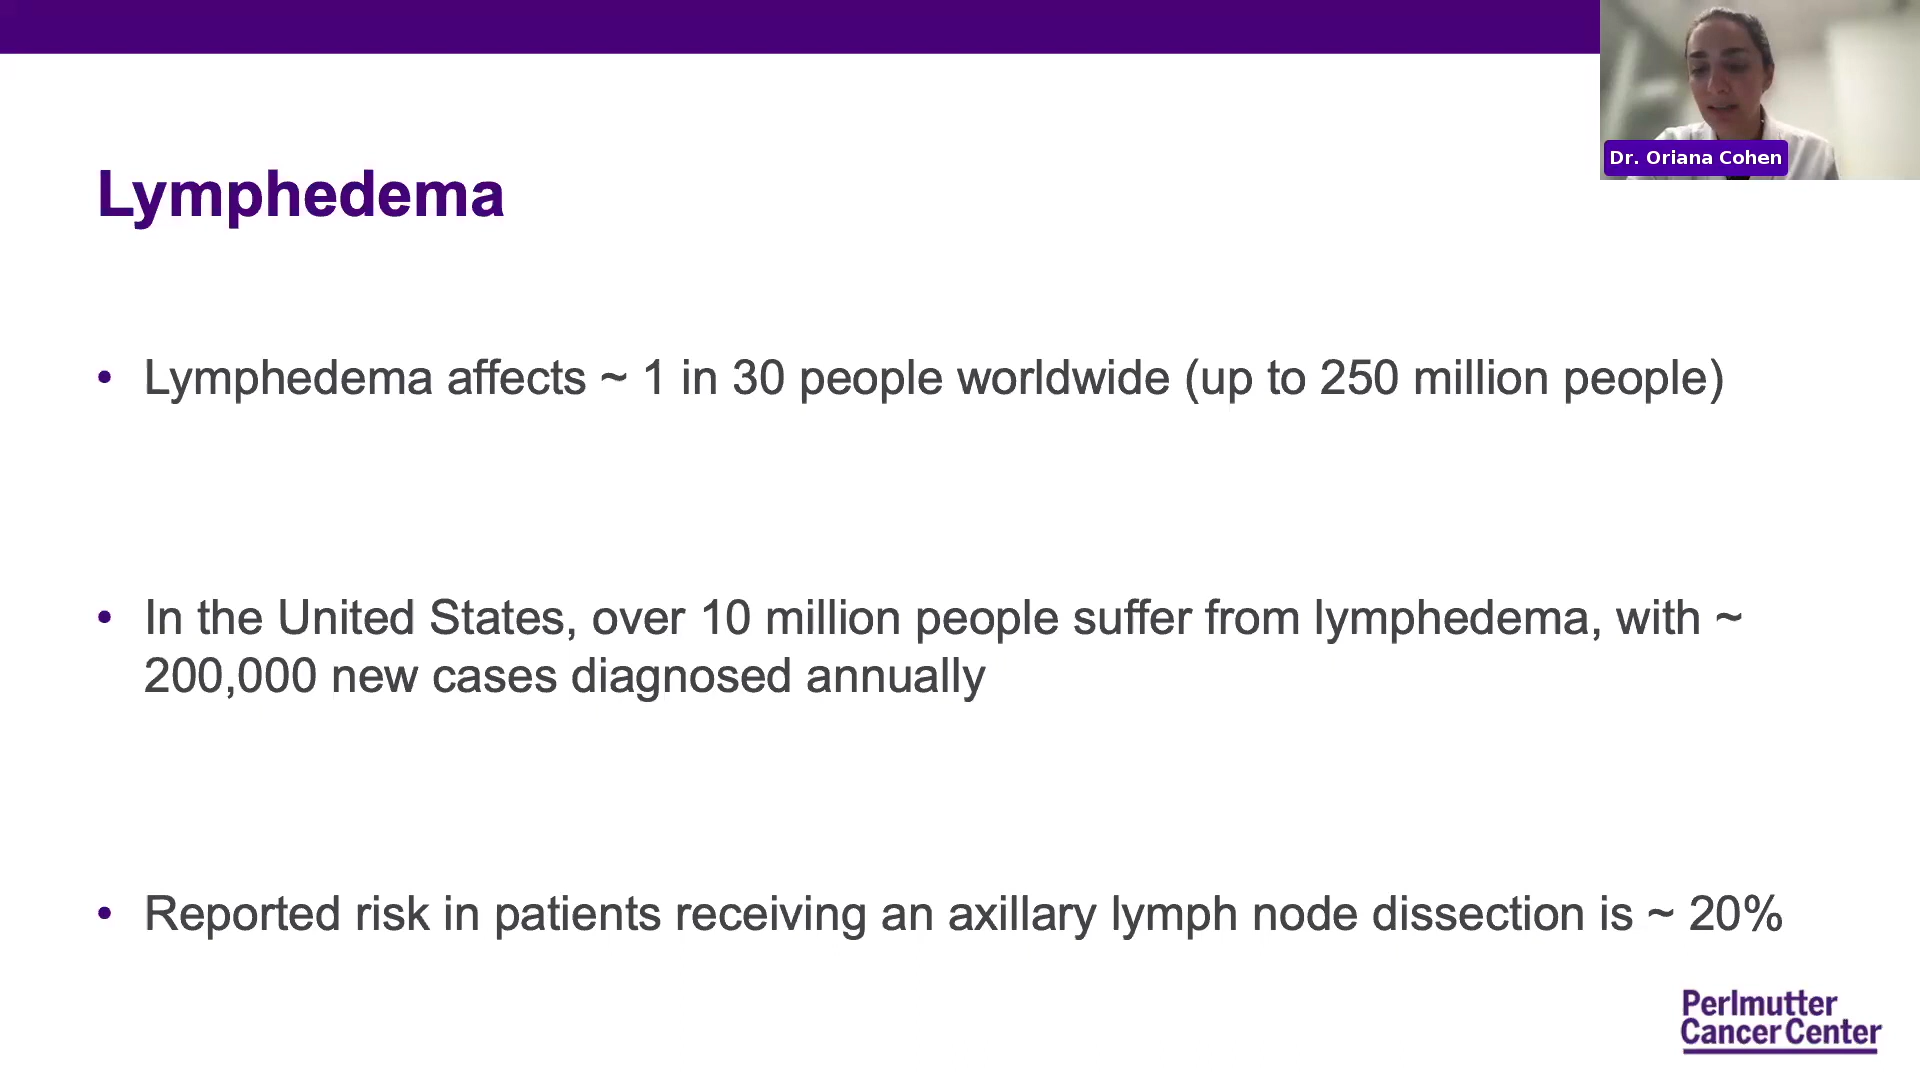 Dr. Oriana Cohen
Lymphedema
• Lymphedema affects ~ 1 in 30 people worldwide (up to 250 million people)
• In the United States, over 10 million people suffer from lymphedema, with ~
200,000 new cases diagnosed annually
• Reported risk in patients receiving an axillary lymph node dissection is ~ 20%
Perlmutter
Cancer Center